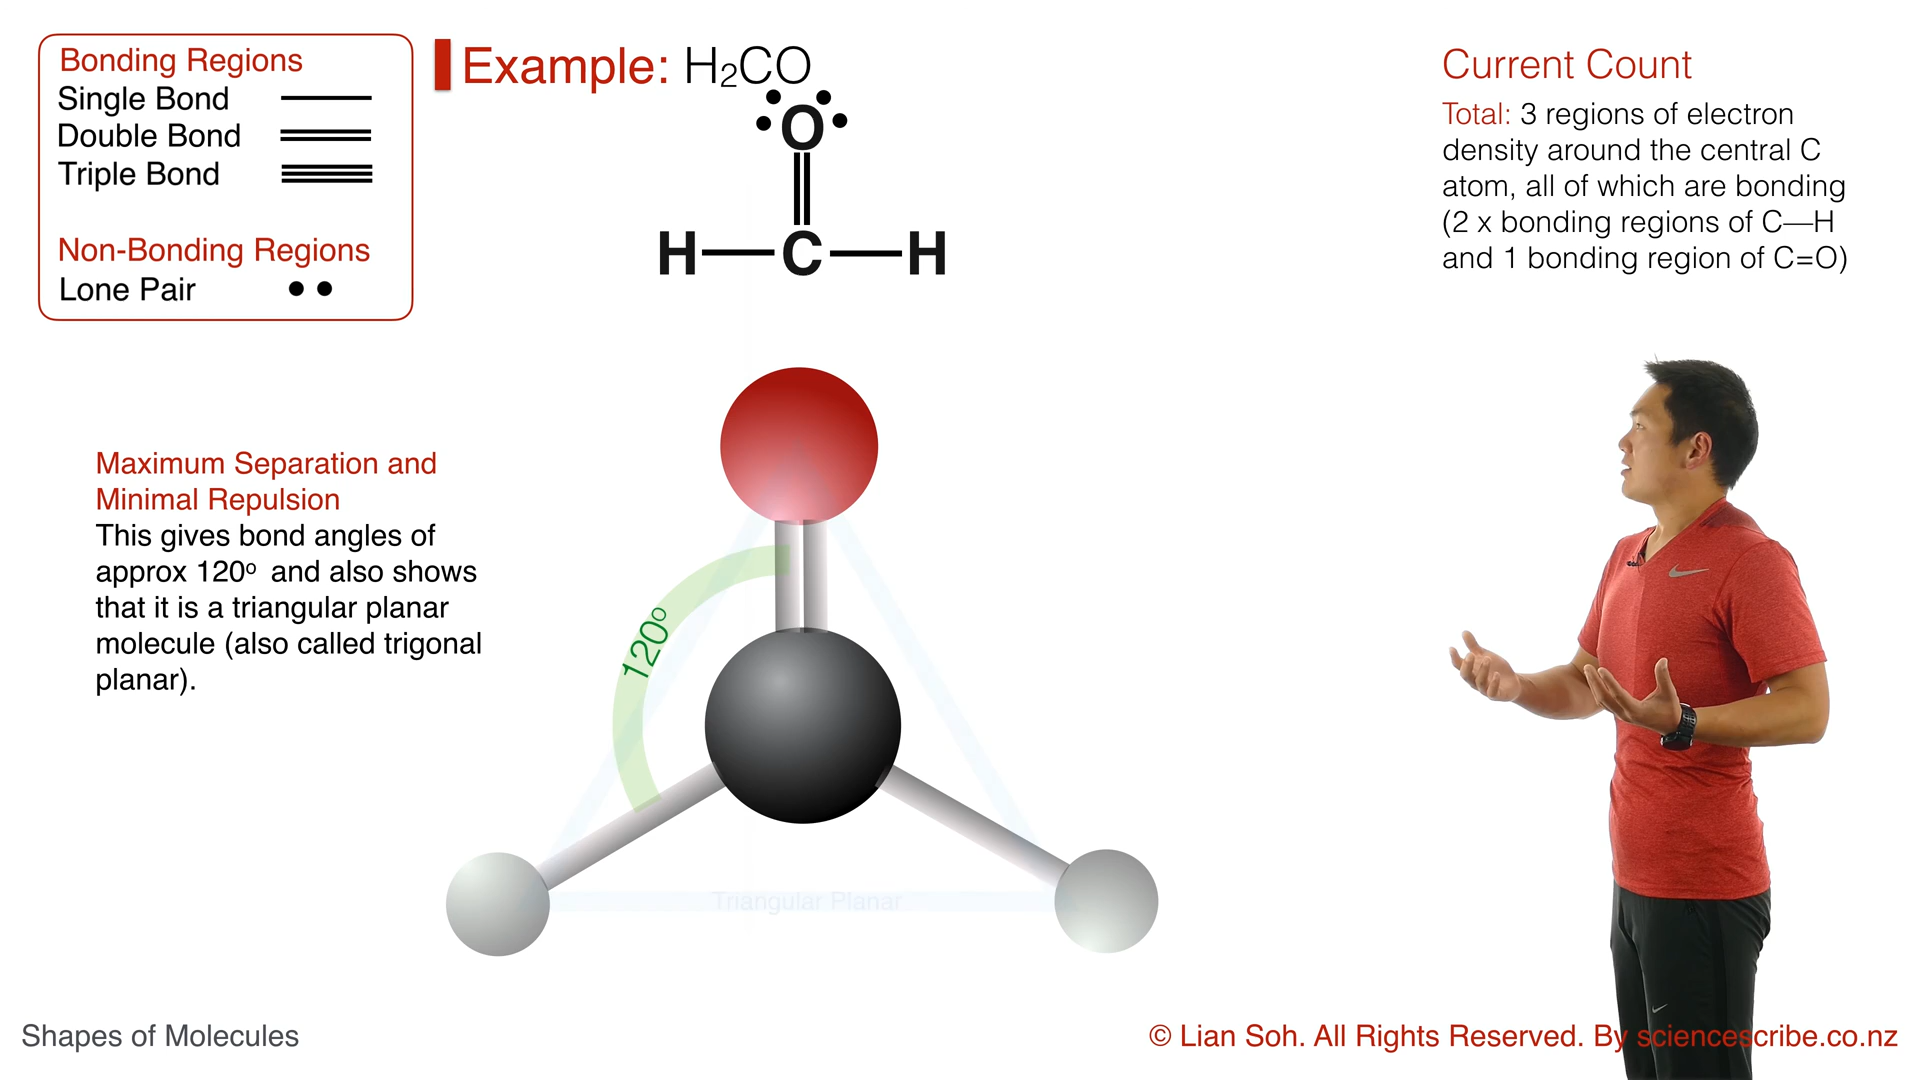 Bonding Regions
Single Bond
Double Bond
Triple Bond
Non-Bonding Regions
Lone Pair
Example: H₂CO
O
H C H
Current Count
Total: 3 regions of electron
density around the central C
atom, all of which are bonding
(2 x bonding regions of C—H
and 1 bonding region of C=O)
Maximum Separation and
Minimal Repulsion
This gives bond angles of
approx 120º and also shows
that it is a triangular planar
molecule (also called trigonal
planar).
120º
Triangular Planar
Shapes of Molecules
© Lian Soh. All Rights Reserved. By sciencescribe.co.nz